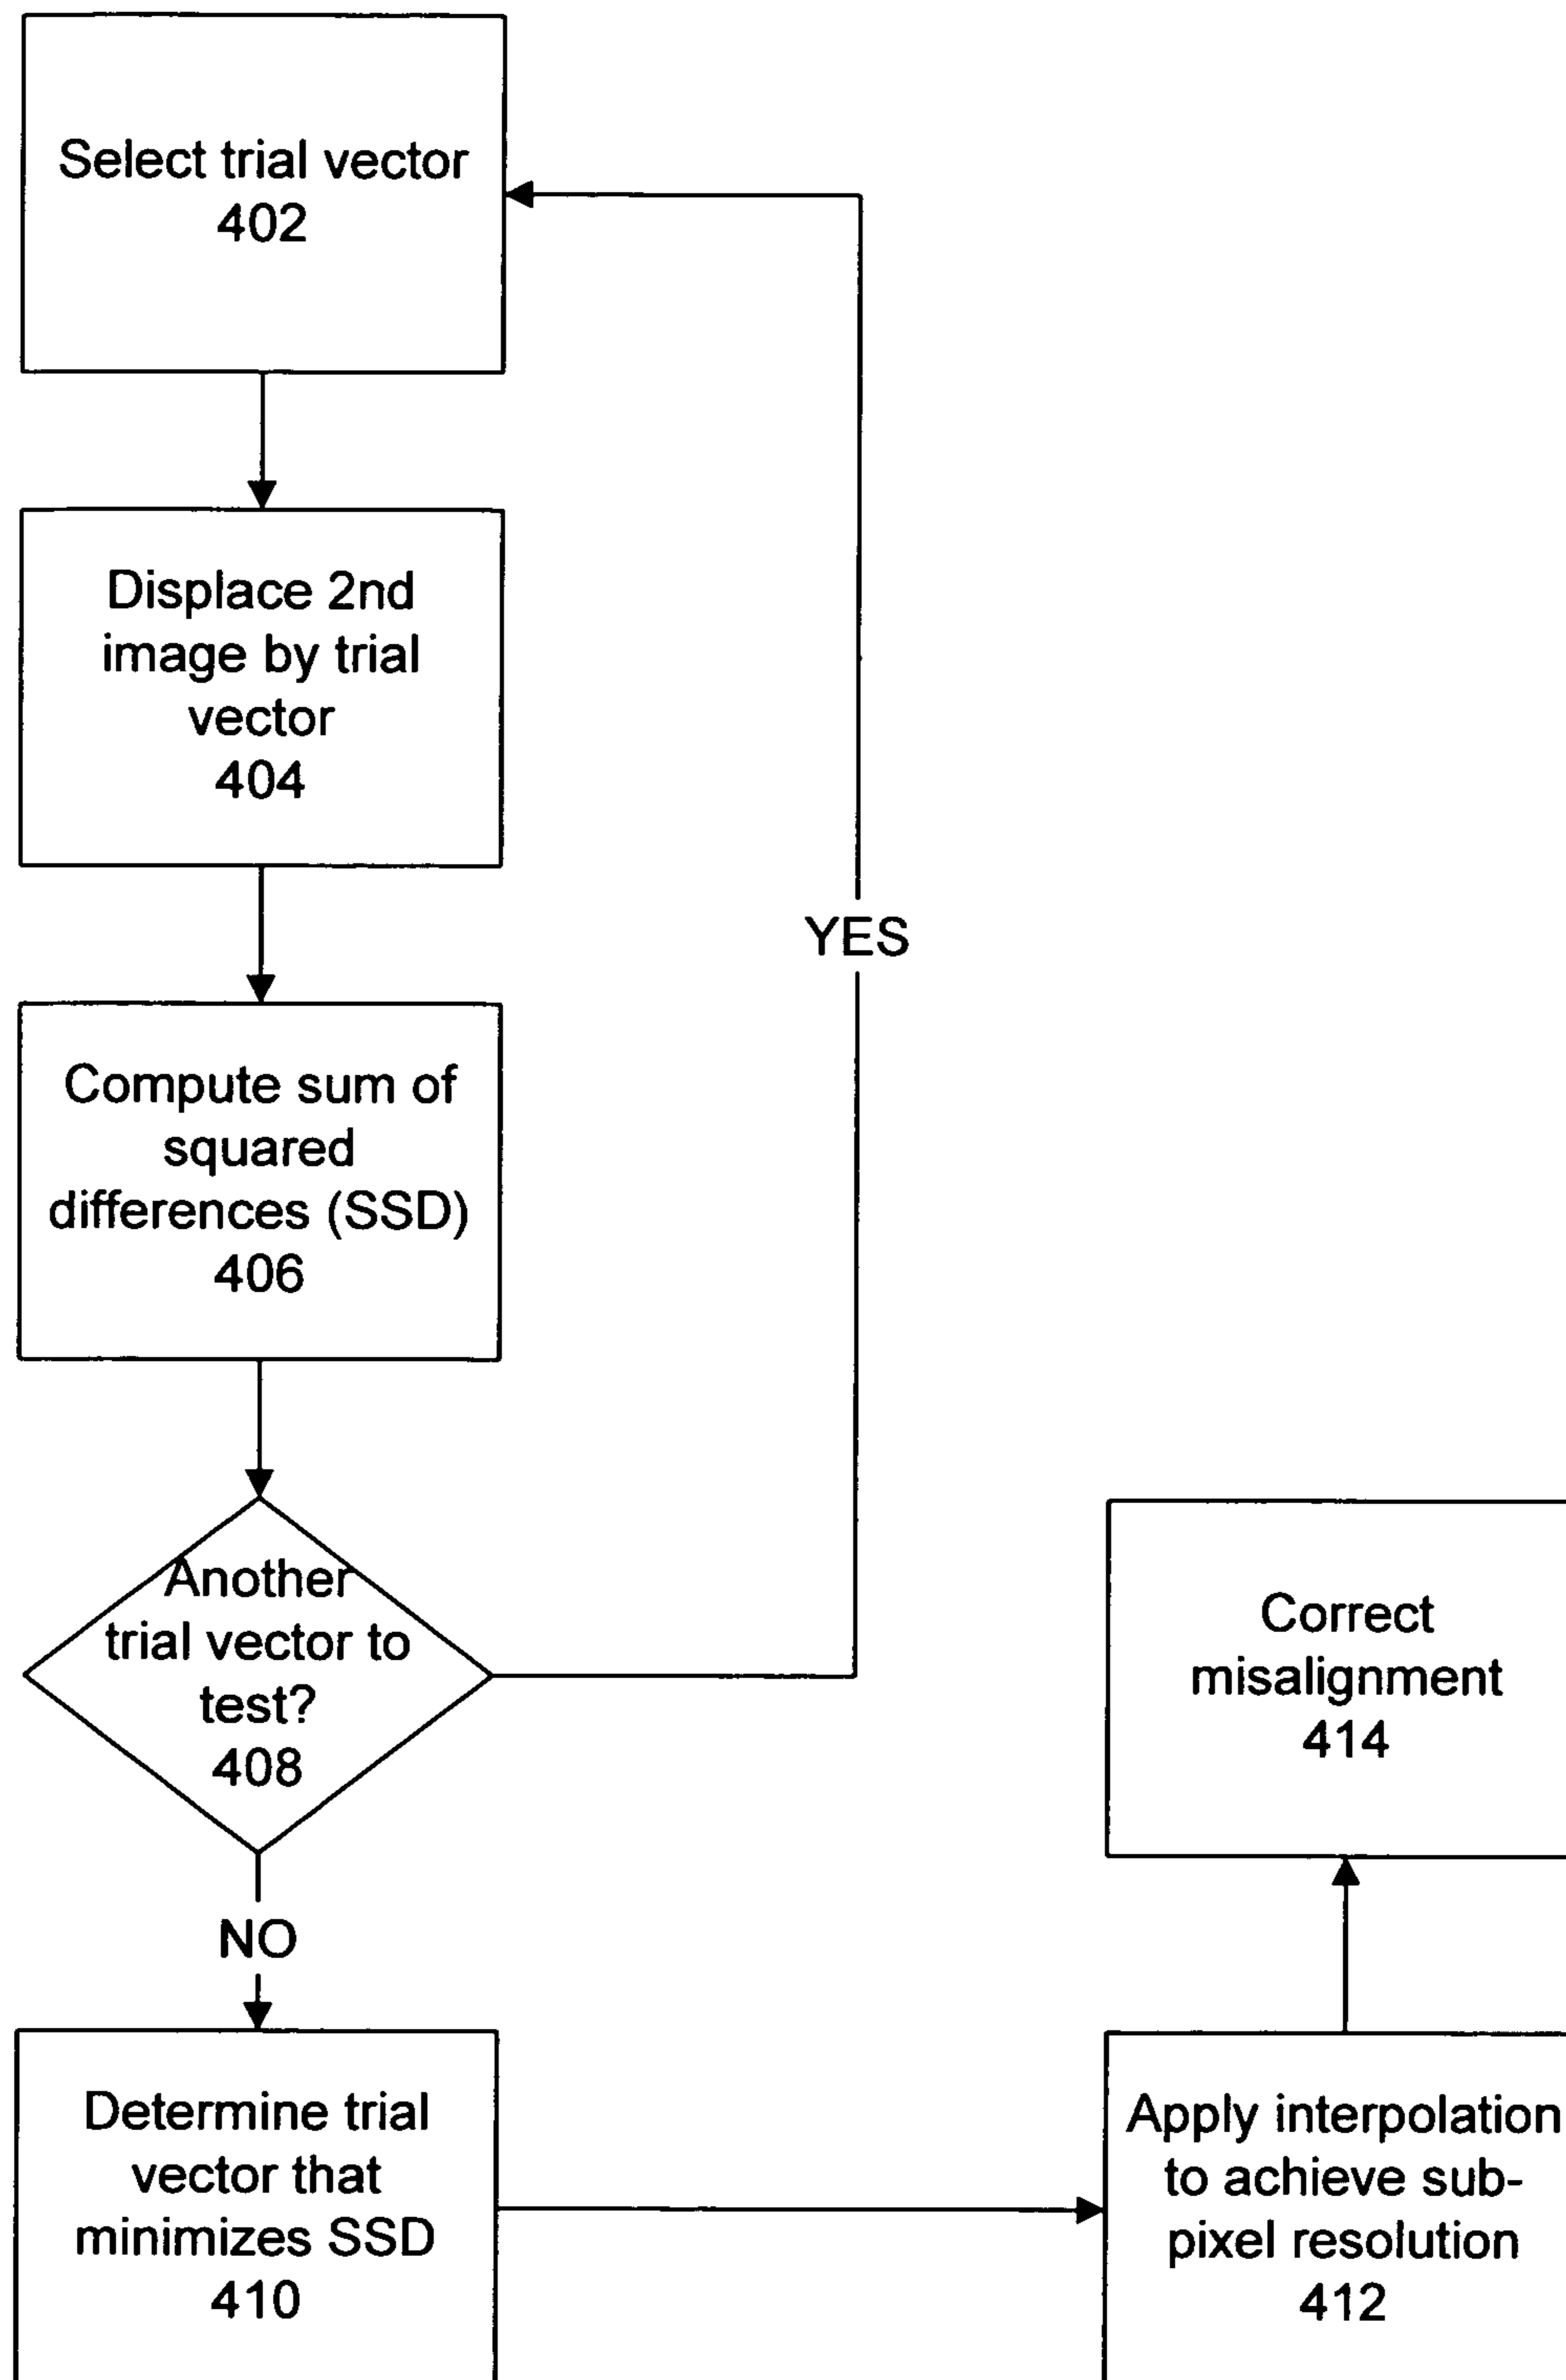 Select trial vector
402
Displace 2nd
image by trial
vector
404
Compute sum of
squared
differences (SSD)
406
YES
Another
trial vector to
test?
408
NO
Determine trial
vector that
minimizes SSD
410
Apply interpolation
to achieve sub-
pixel resolution
412
Correct
misalignment
414